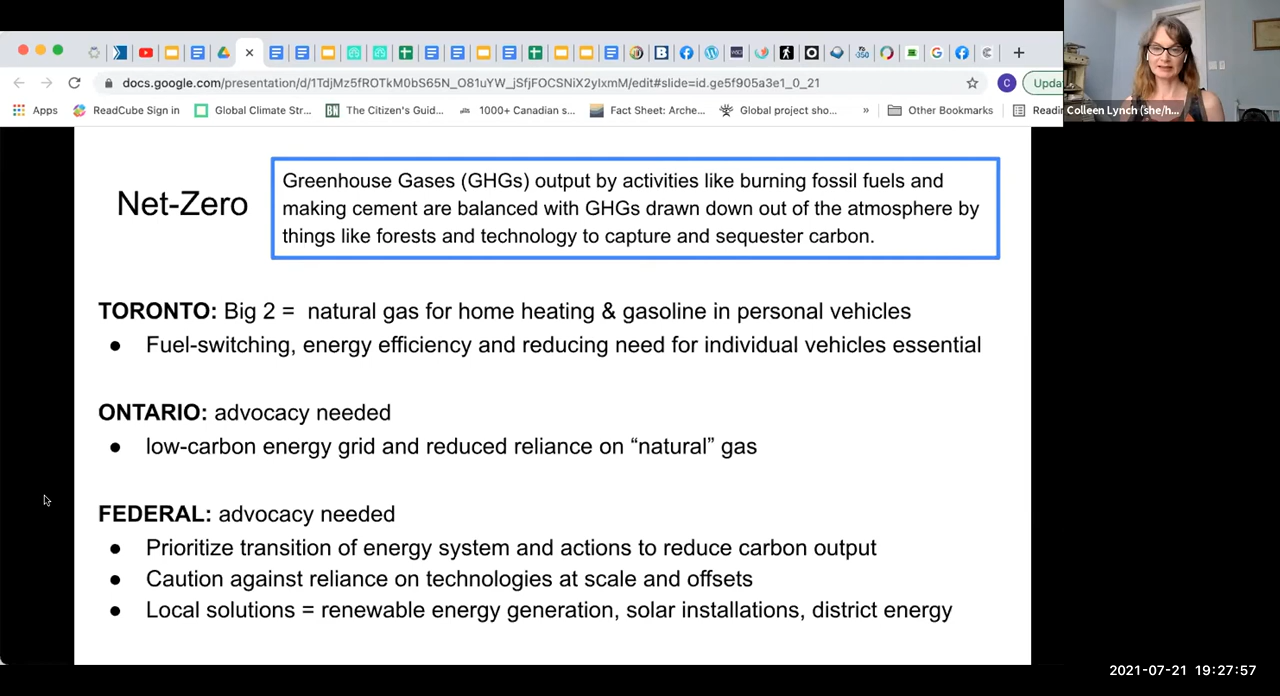 docs.google.com/presentation/d/1TdjMz5fROTkM0bS65N_O81uYW_jSfjFOCSNiX2ylxmM/edit#slide=id.ge5f905a3e1_0_21
C
Upda
Apps
ReadCube Sign in
Global Climate Str...
The Citizen's Guid...
1000+ Canadian s...
Fact Sheet: Arche...
Global project sho...
»
Other Bookmarks
Readin
Colleen Lynch (she/h...
Net-Zero
Greenhouse Gases (GHGs) output by activities like burning fossil fuels and
making cement are balanced with GHGs drawn down out of the atmosphere by
things like forests and technology to capture and sequester carbon.
TORONTO: Big 2 = natural gas for home heating & gasoline in personal vehicles
● Fuel-switching, energy efficiency and reducing need for individual vehicles essential
ONTARIO: advocacy needed
● low-carbon energy grid and reduced reliance on “natural” gas
FEDERAL: advocacy needed
● Prioritize transition of energy system and actions to reduce carbon output
● Caution against reliance on technologies at scale and offsets
● Local solutions = renewable energy generation, solar installations, district energy
2021-07-21 19:27:57